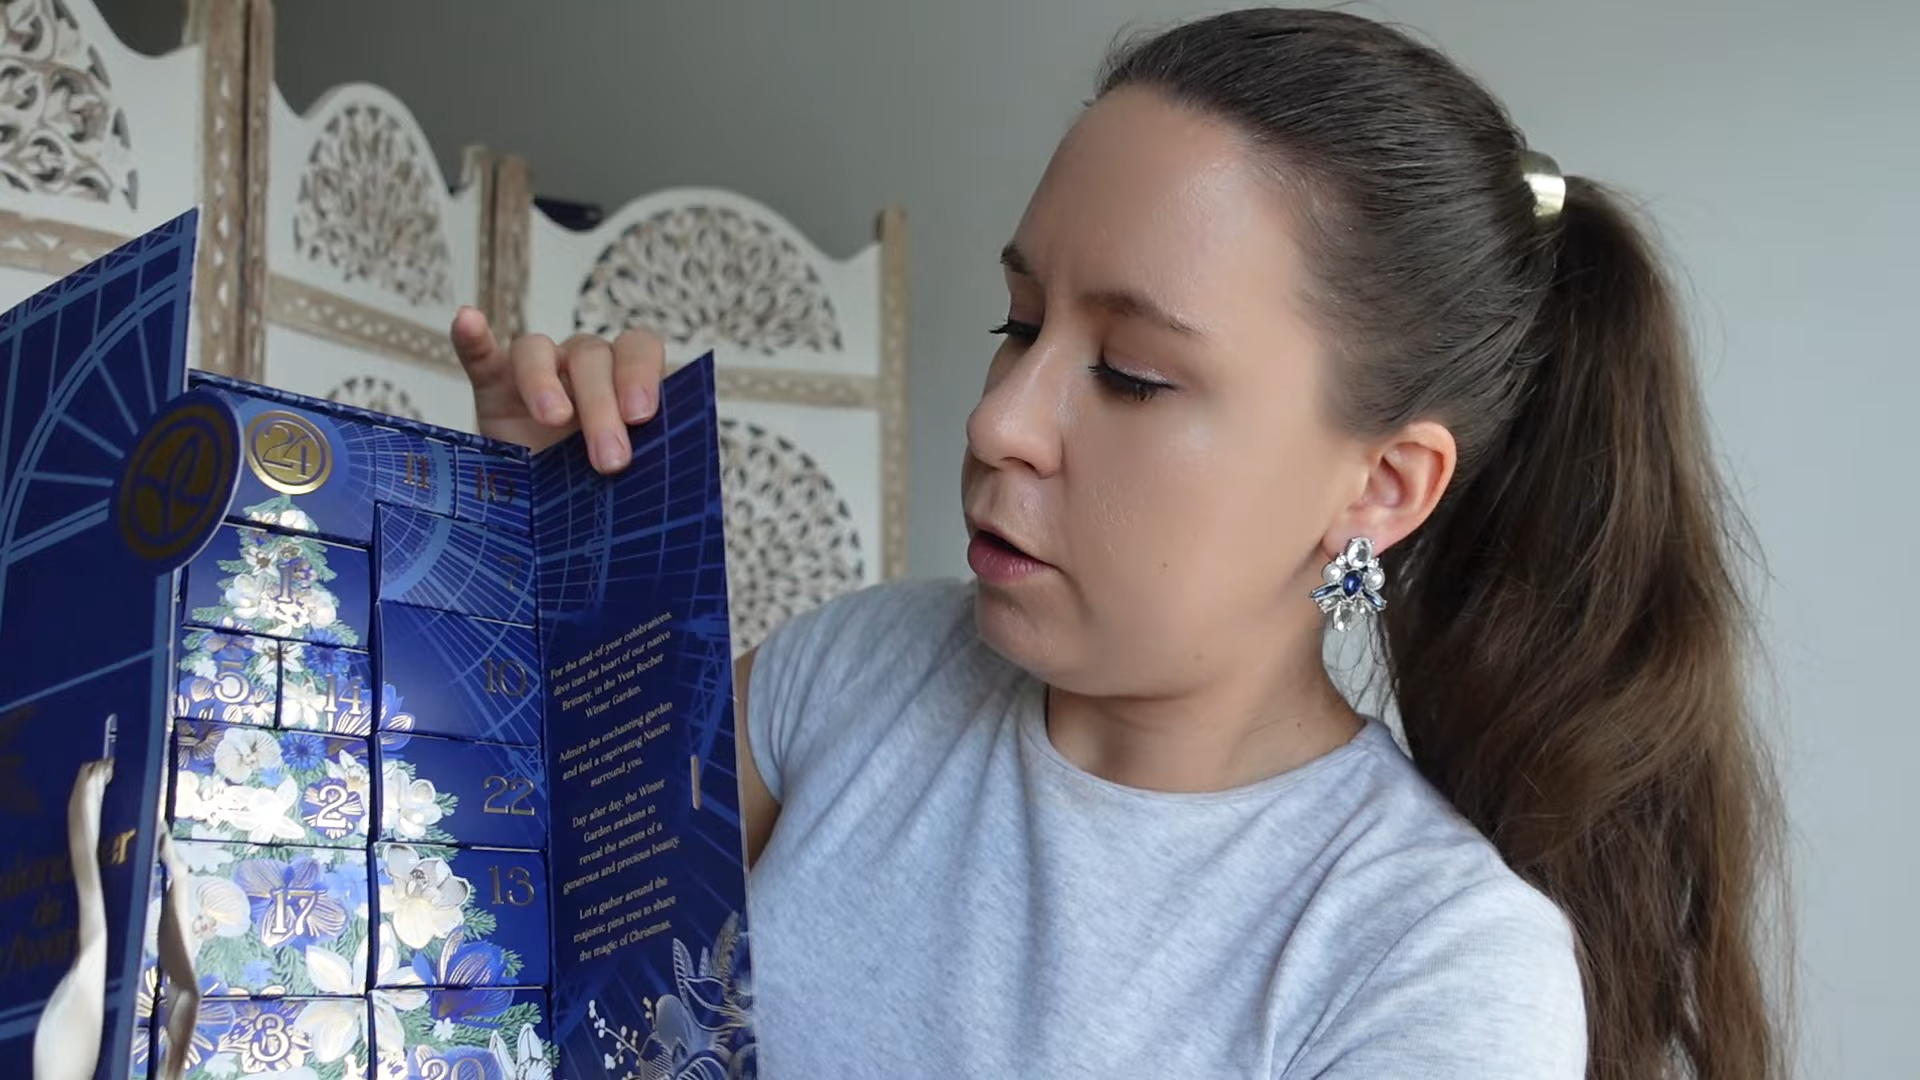 24
11
16
7
1
5
14
10
2
22
17
13
3
20
For the end-of-year celebrations,
dive into the heart of our native
Brittany, in the Yves Rocher
Winter Garden.
Admire the enchanting garden
and feel a captivating Nature
surround you.
Day after day, the Winter
Garden awakens to
reveal the secrets of a
generous and precious beauty.
Let's gather around the
majestic pine tree to share
the magic of Christmas.
de